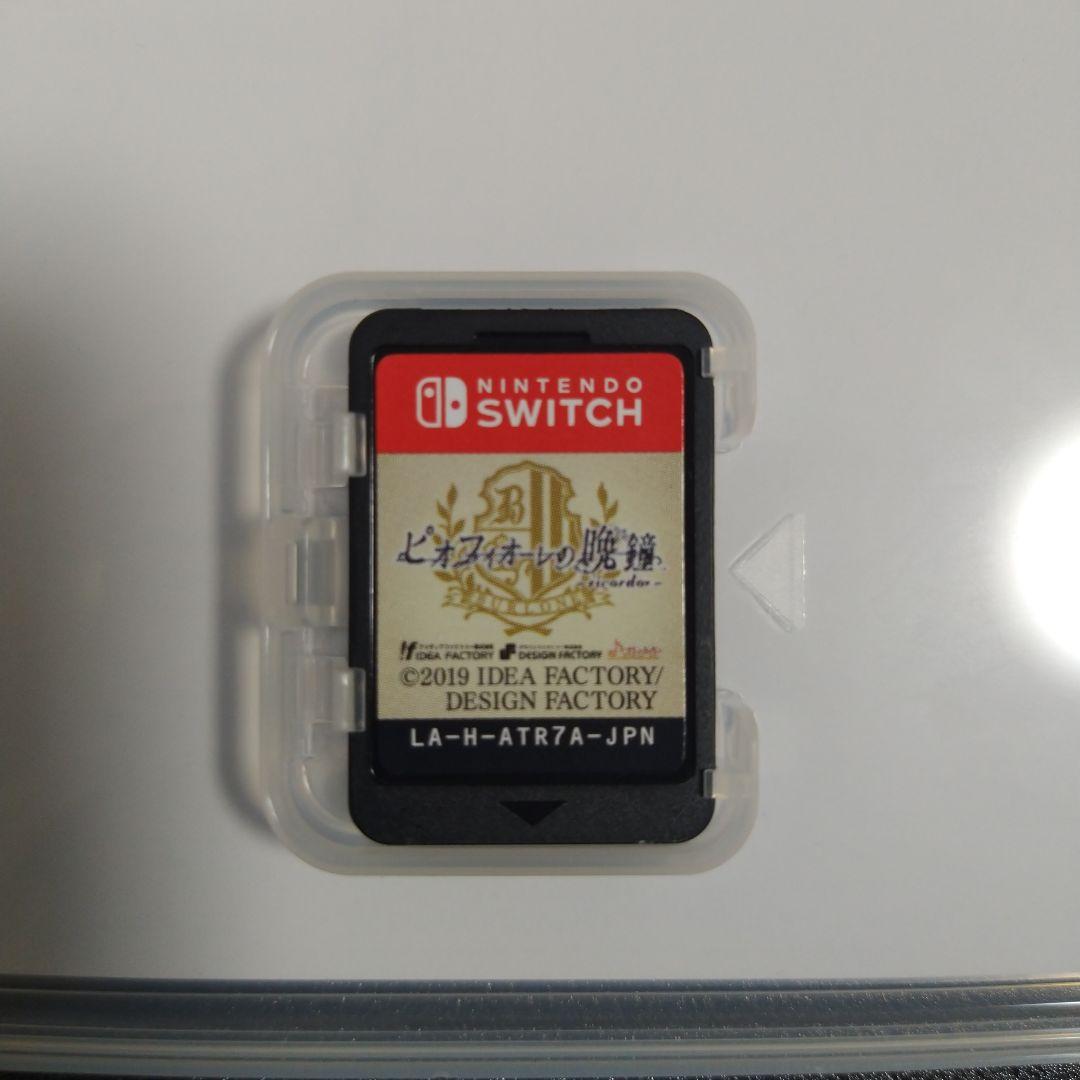 NINTENDO
SWITCH
B
ピオフィオーレの晩鐘
-ricordo-
BURLONE
IDEA FACTORY DESIGN FACTORY
©2019 IDEA FACTORY/
DESIGN FACTORY
LA-H-ATR7A-JPN